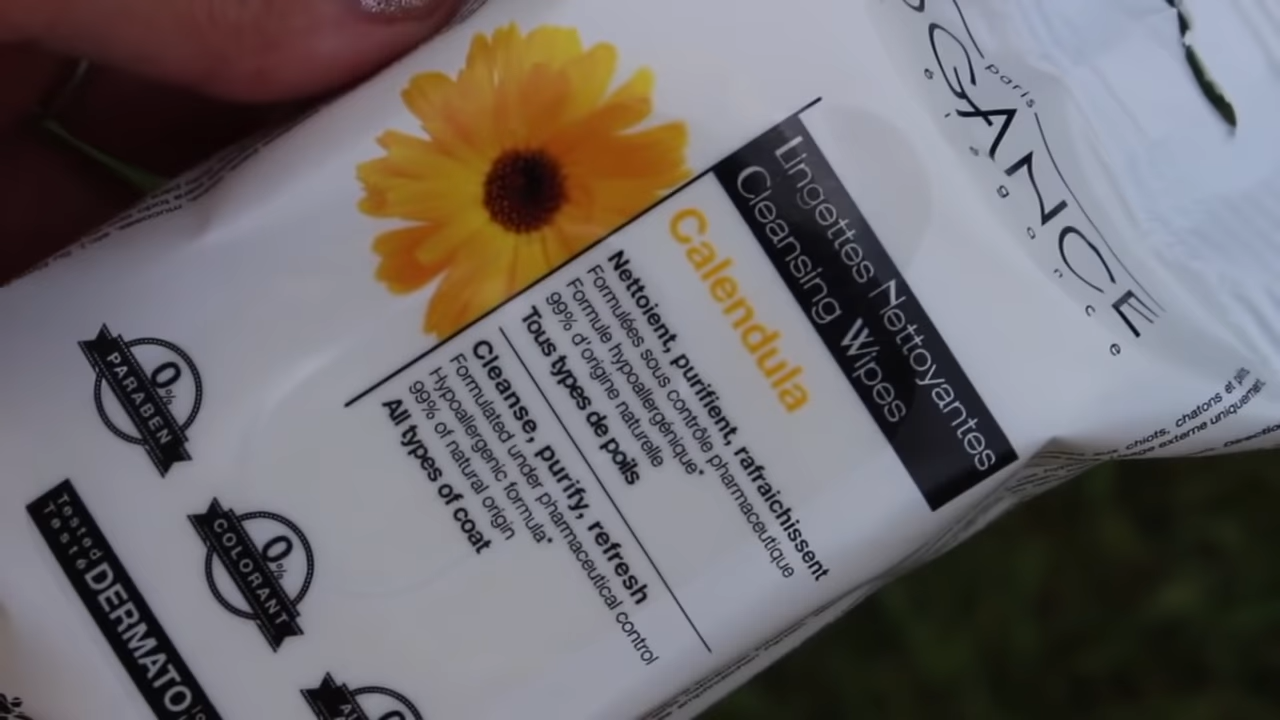 OGANCE
paris
élégance
Lingettes Nettoyantes
Cleansing Wipes
Calendula
Nettoient, purifient, rafraichissent
Formulées sous contrôle pharmaceutique
Formule hypoallergénique*
99% d'origine naturelle
Tous types de poils
Cleanse, purify, refresh
Formulated under pharmaceutical control
Hypoallergenic formula*
99% of natural origin
All types of coat
0%
PARABEN
0%
COLORANT
Tested
Testé
DERMATO
chiots, chatons et
externe uniquement.